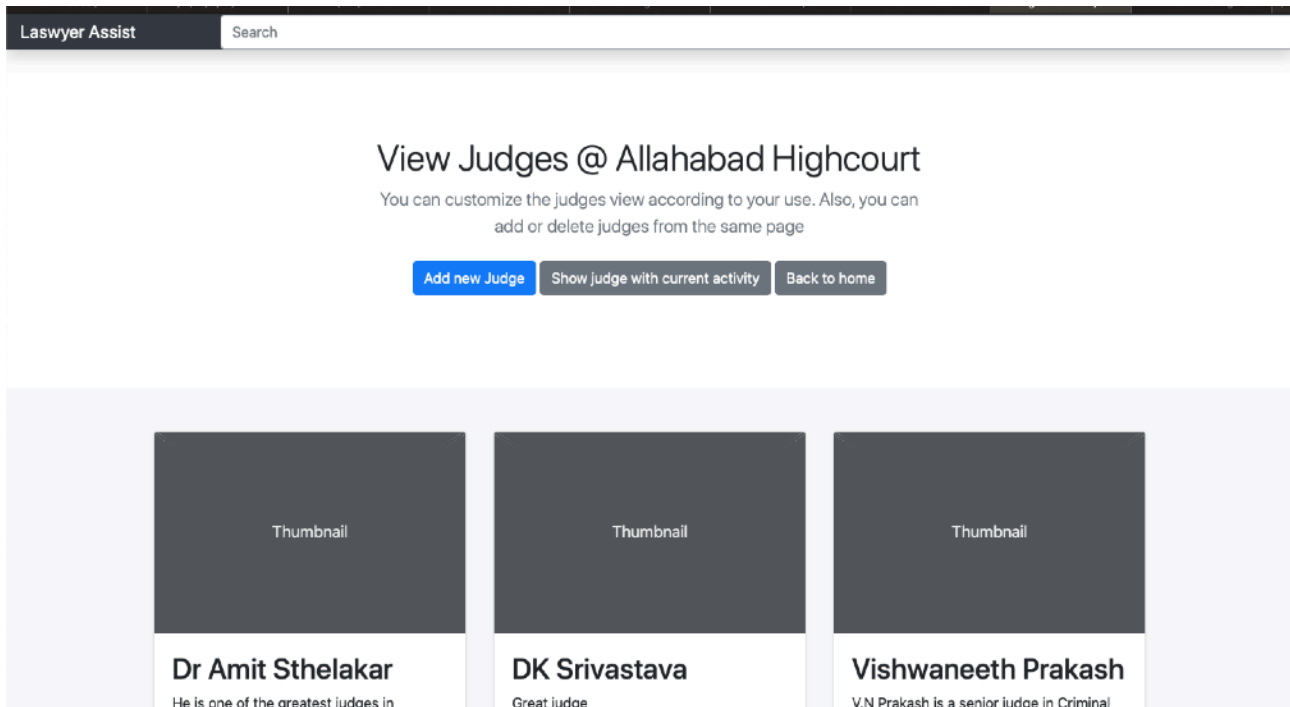 Laswyer Assist
Search
View Judges @ Allahabad Highcourt
You can customize the judges view according to your use. Also, you can
add or delete judges from the same page
Add new Judge
Show judge with current activity
Back to home
Thumbnail
Thumbnail
Thumbnail
Dr Amit Sthelakar
DK Srivastava
Vishwaneeth Prakash
He is one of the greatest judges in
Great judge
V.N Prakash is a senior judge in Criminal